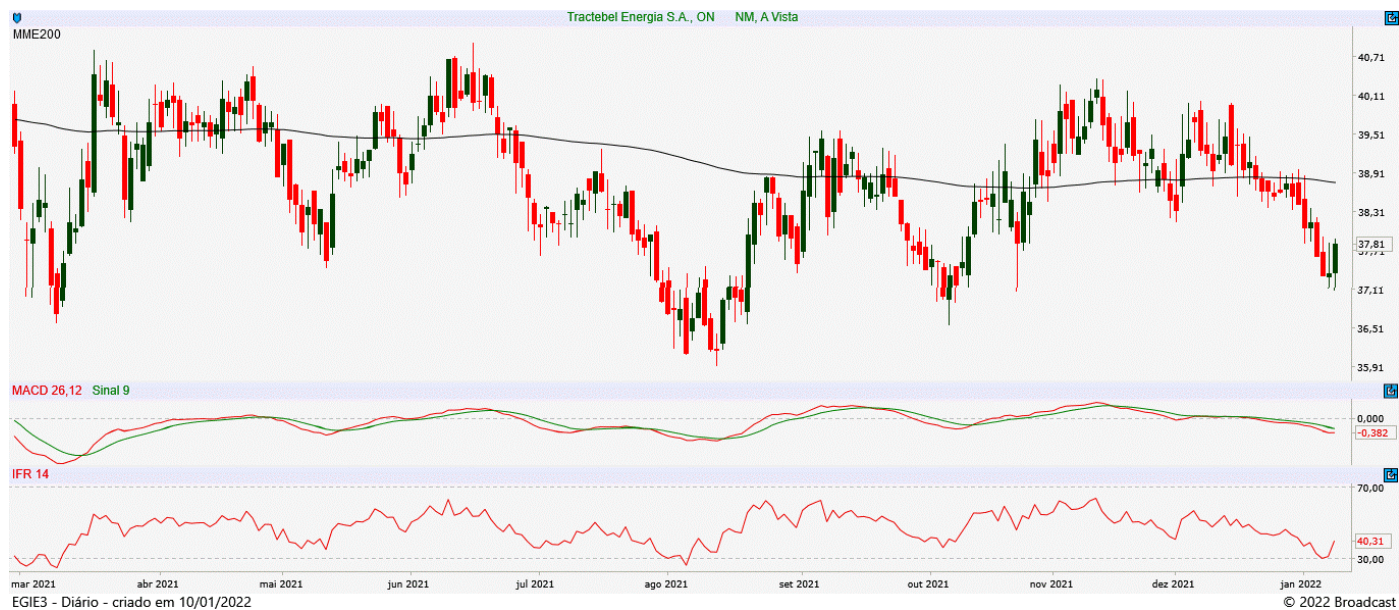 Tractebel Energia S.A., ON NM, A Vista
MME200
40,71
40,11
39,51
38,91
38,31
37,81
37,71
37,11
36,51
35,91
MACD 26,12 Sinal 9
0,000
-0,382
IFR 14
70,00
40,31
30,00
mar 2021 abr 2021 mai 2021 jun 2021 jul 2021 ago 2021 set 2021 out 2021 nov 2021 dez 2021 jan 2022
EGIE3 - Diário - criado em 10/01/2022 © 2022 Broadcast